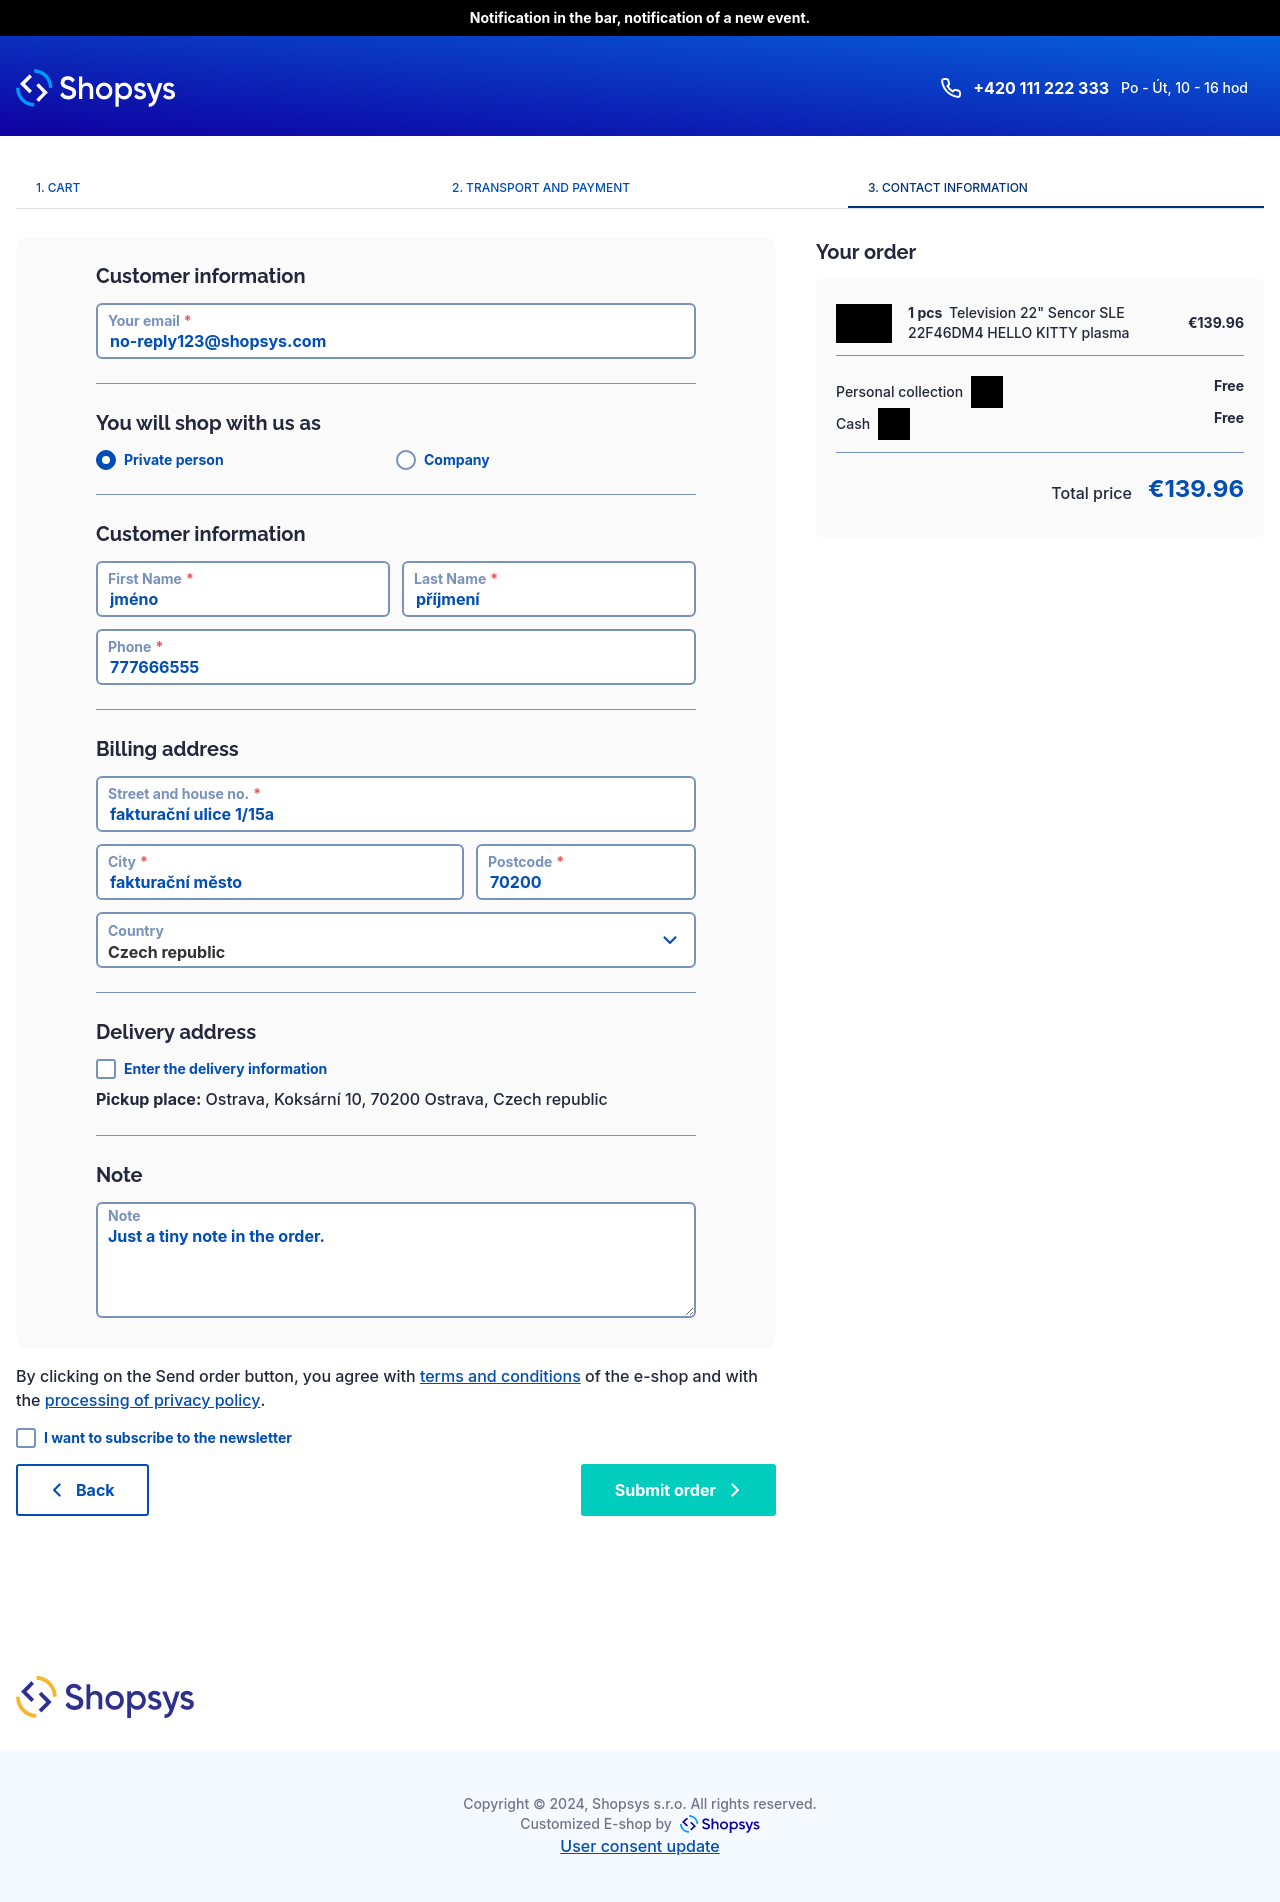 Notification in the bar, notification of a new event.
Shopsys
+420 111 222 333 Po - Út, 10 - 16 hod
1. CART
2. TRANSPORT AND PAYMENT
3. CONTACT INFORMATION
Customer information
Your email *
no-reply123@shopsys.com
You will shop with us as
Private person
Company
Customer information
First Name *
jméno
Last Name *
příjmení
Phone *
777666555
Billing address
Street and house no. *
fakturační ulice 1/15a
City *
fakturační město
Postcode *
70200
Country
Czech republic
Delivery address
Enter the delivery information
Pickup place: Ostrava, Koksární 10, 70200 Ostrava, Czech republic
Note
Note
Just a tiny note in the order.
Your order
1 pcs Television 22" Sencor SLE
22F46DM4 HELLO KITTY plasma
€139.96
Personal collection
Free
Cash
Free
Total price €139.96
By clicking on the Send order button, you agree with terms and conditions of the e-shop and with
the processing of privacy policy.
I want to subscribe to the newsletter
Back
Submit order
Shopsys
Copyright © 2024, Shopsys s.r.o. All rights reserved.
Customized E-shop by Shopsys
User consent update